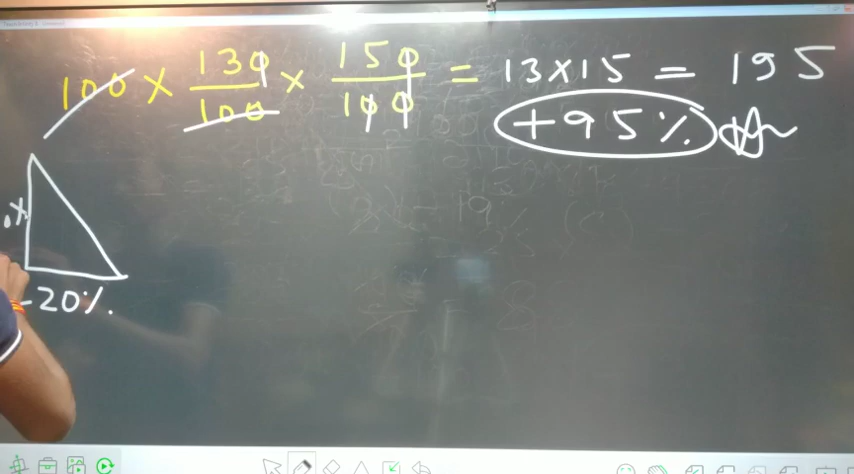 100 × 130/100 × 150/100 = 13×15 = 195
+95%
-20%.